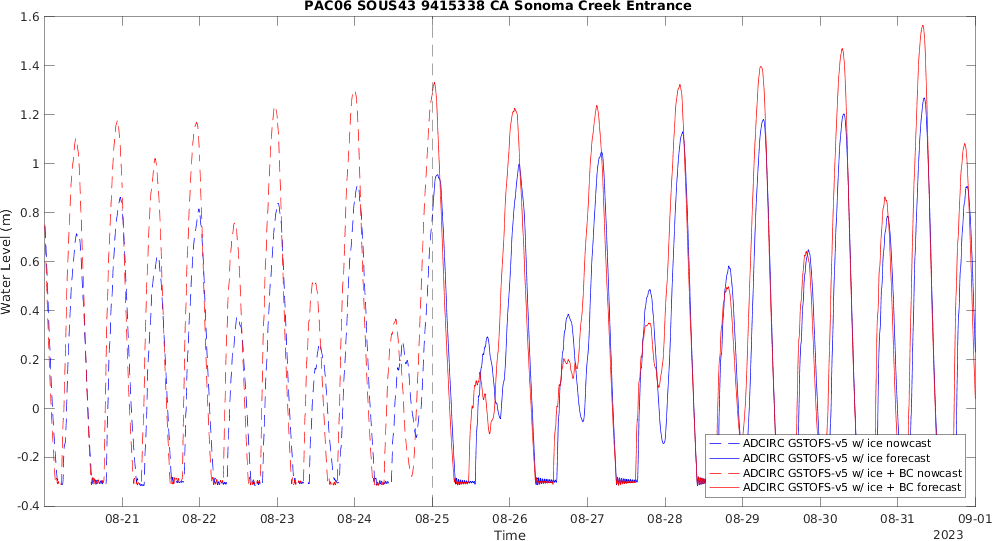 PAC06 SOUS43 9415338 CA Sonoma Creek Entrance
1.6
1.4
1.2
1
0.8
0.6
0.4
0.2
0
-0.2
-0.4
Water Level (m)
08-21 08-22 08-23 08-24 08-25 08-26 08-27 08-28 08-29 08-30 08-31 09-01
Time
2023
ADCIRC GSTOFS-v5 w/ ice nowcast
ADCIRC GSTOFS-v5 w/ ice forecast
ADCIRC GSTOFS-v5 w/ ice + BC nowcast
ADCIRC GSTOFS-v5 w/ ice + BC forecast